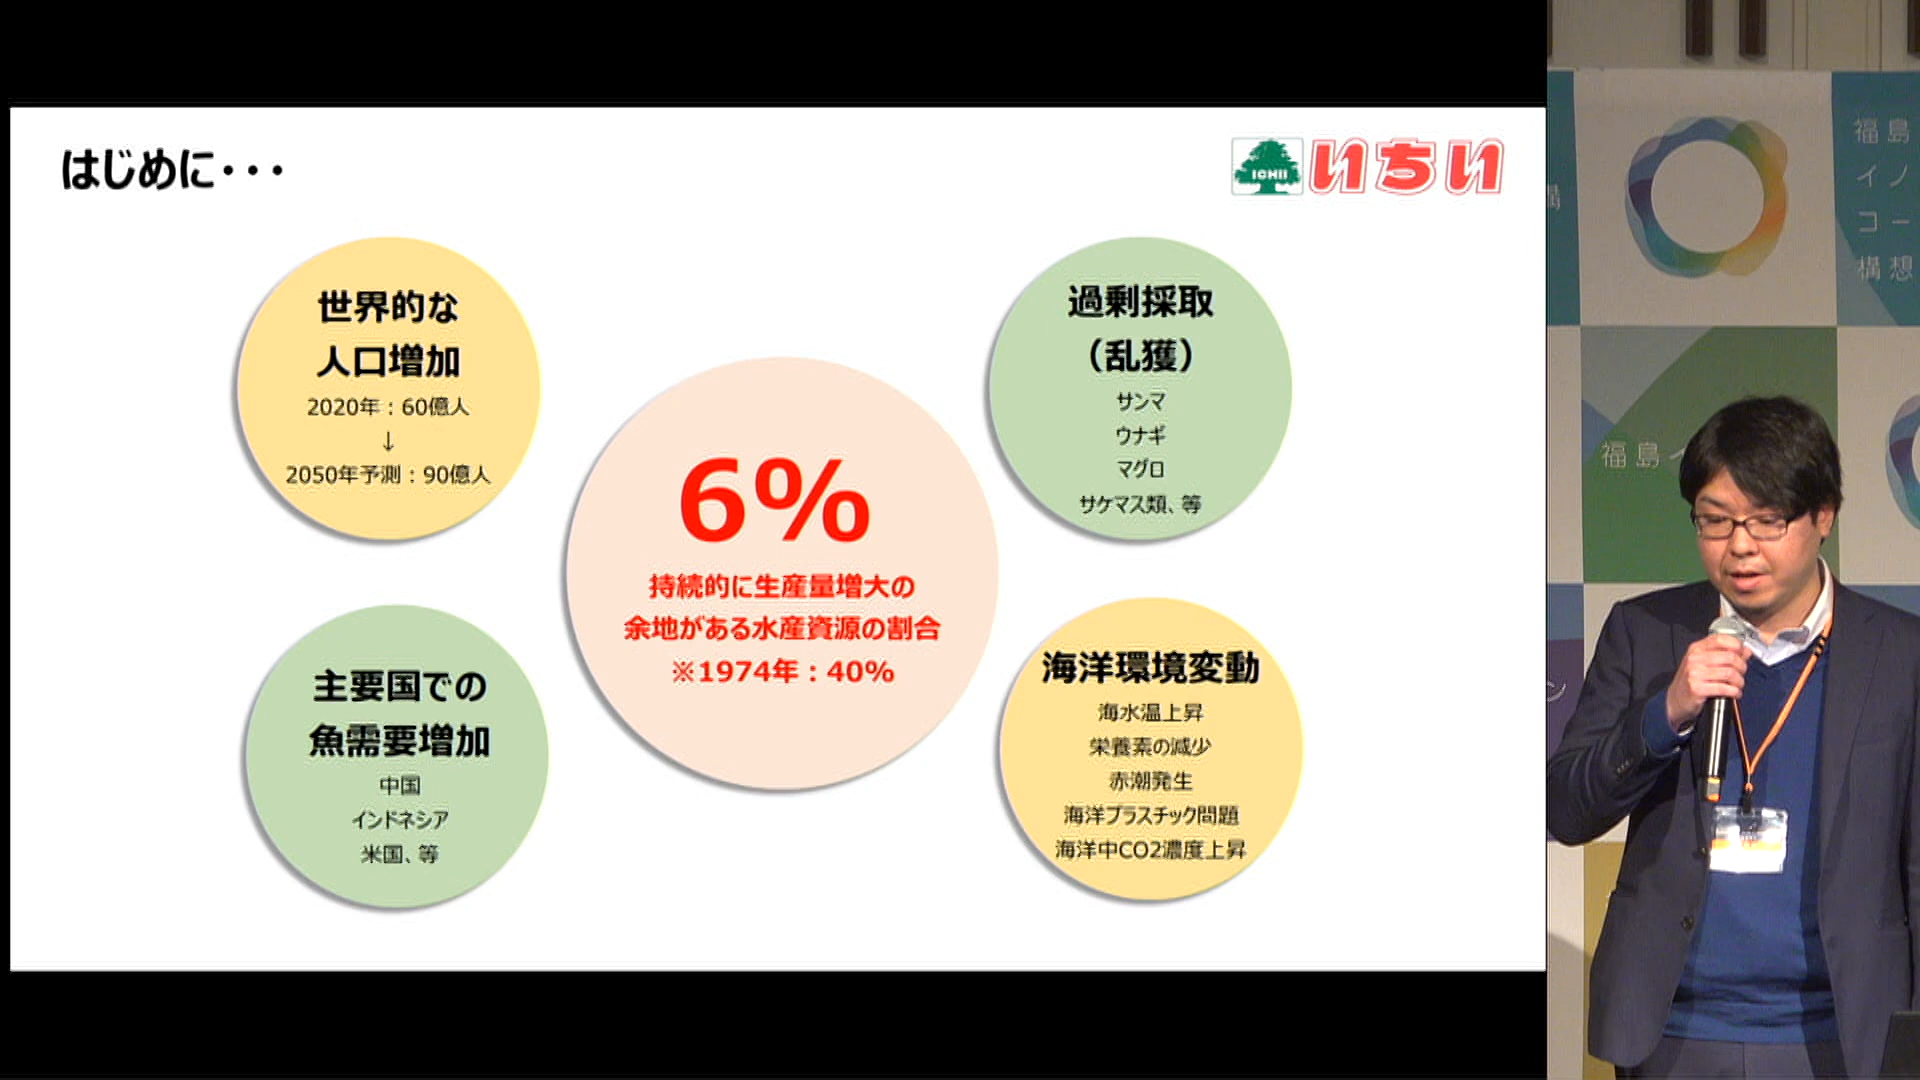 はじめに・・・
ICHII
いちい
世界的な
人口増加
2020年：60億人
↓
2050年予測：90億人
過剰採取
（乱獲）
サンマ
ウナギ
マグロ
サケマス類、等
6%
持続的に生産量増大の
余地がある水産資源の割合
※1974年：40%
主要国での
魚需要増加
中国
インドネシア
米国、等
海洋環境変動
海水温上昇
栄養素の減少
赤潮発生
海洋プラスチック問題
海洋中CO2濃度上昇
福島
イノ
コー
構想
構
福島イ